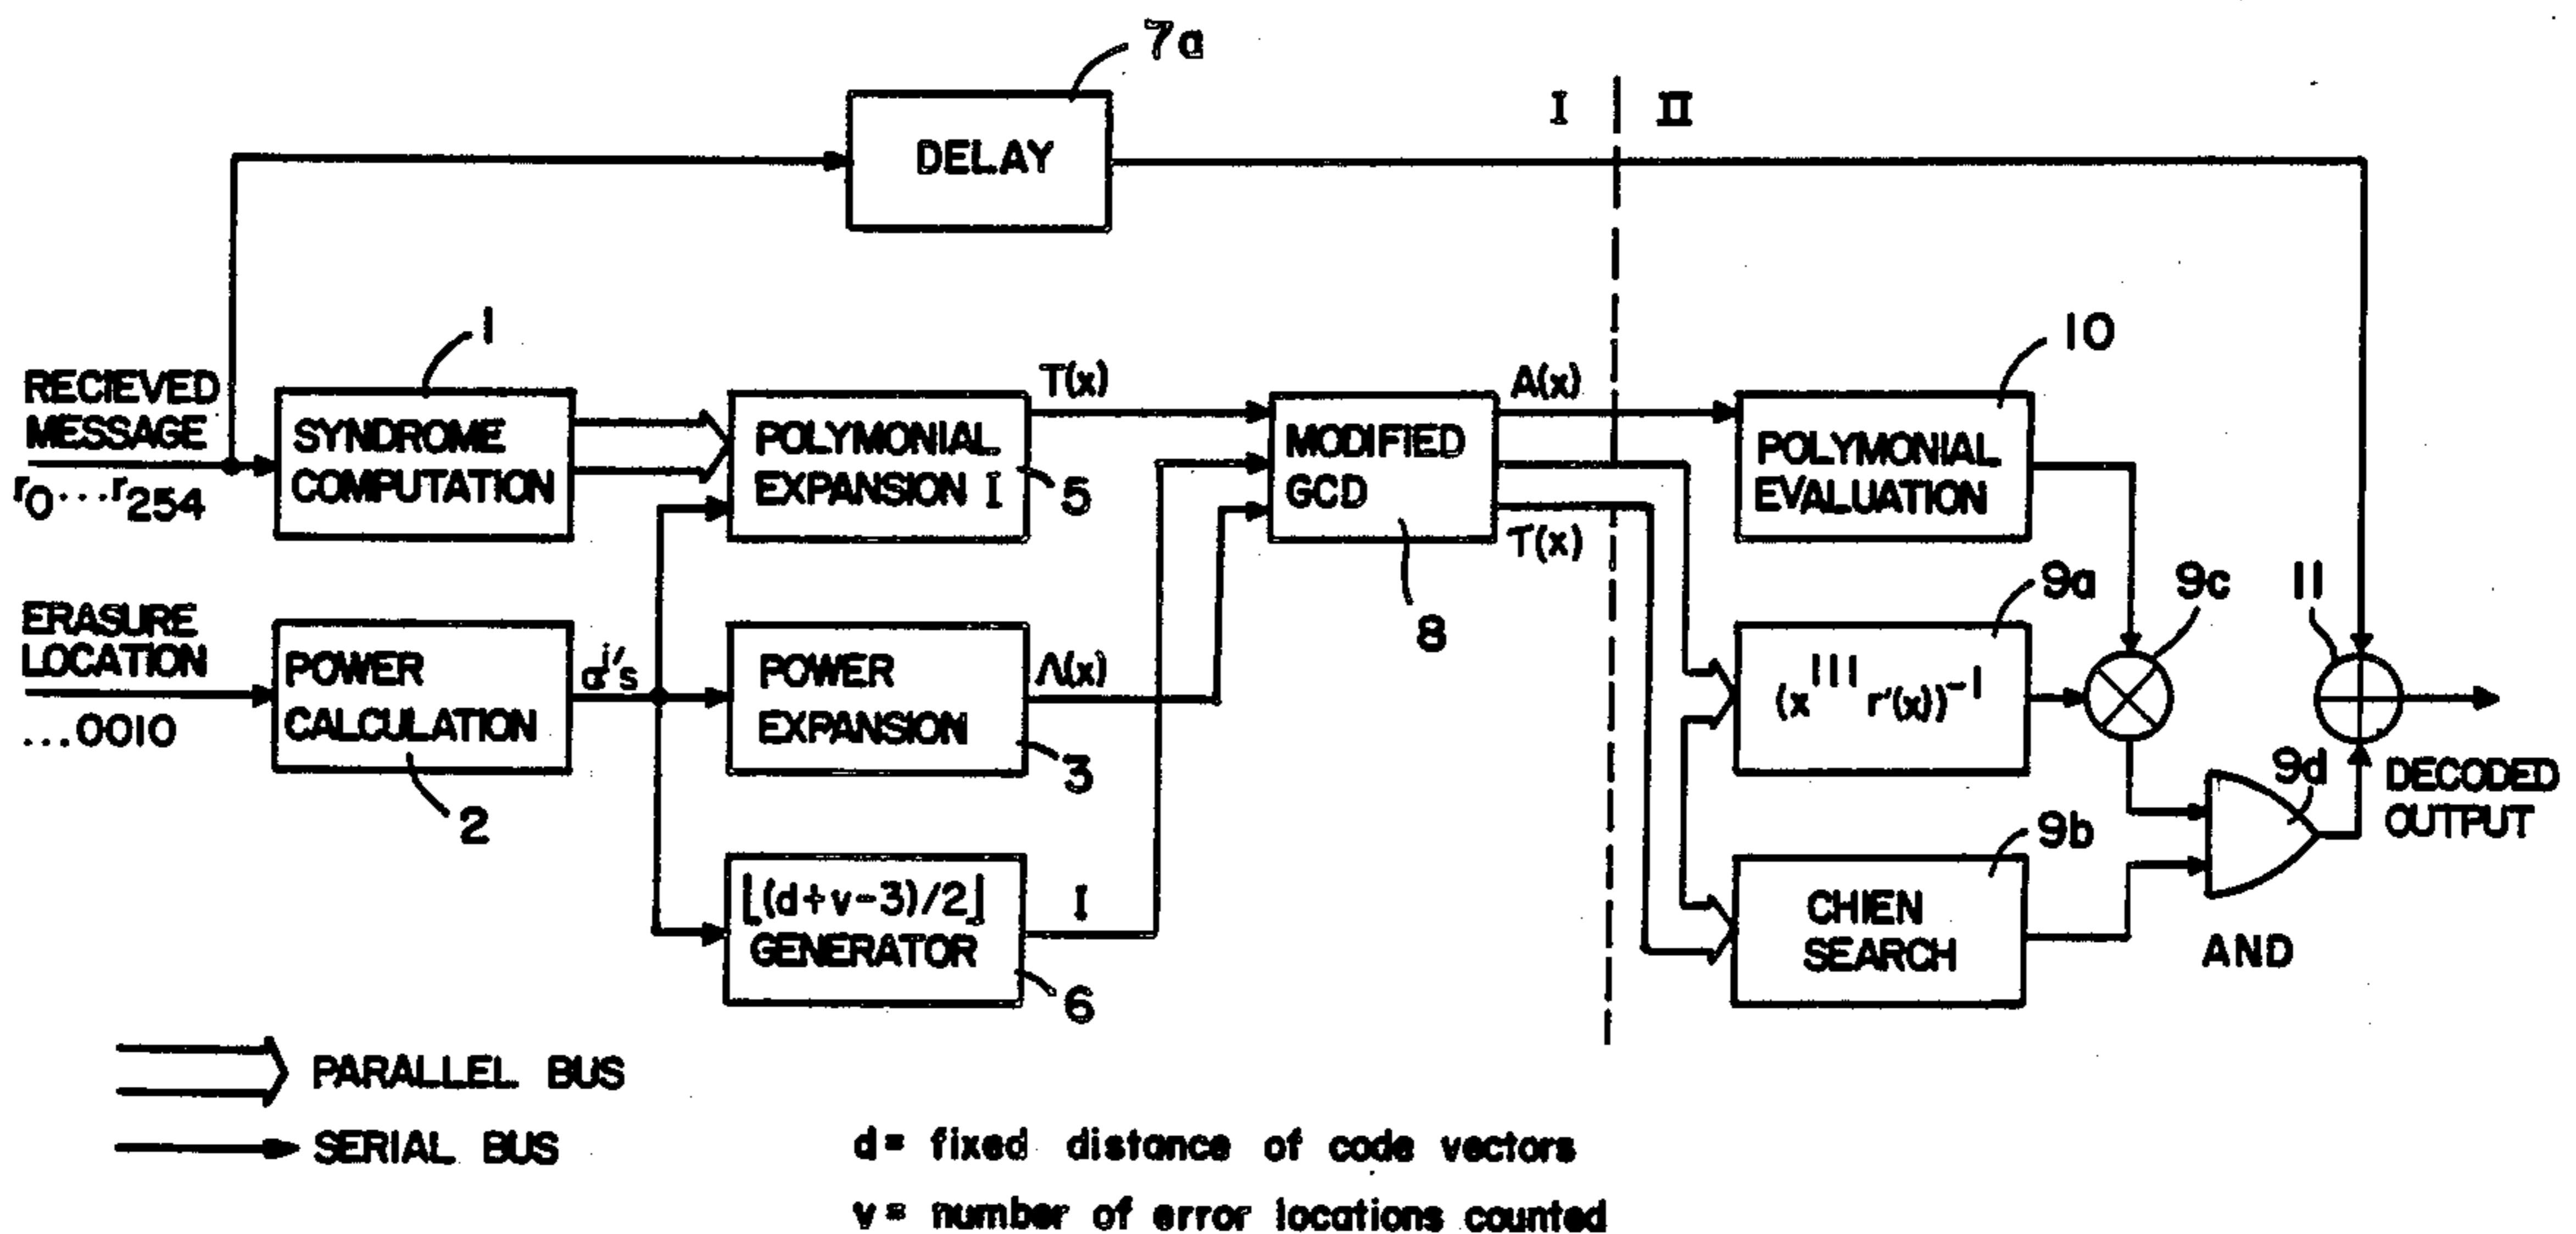 7a
DELAY
I
II
1
10
RECIEVED
MESSAGE
r0...r254
SYNDROME
COMPUTATION
POLYMONIAL
EXPANSION I
5
T(x)
MODIFIED
GCD
8
A(x)
τ(x)
POLYMONIAL
EVALUATION
9a
9c
11
ERASURE
LOCATION
...0010
POWER
CALCULATION
2
αi's
POWER
EXPANSION
3
Λ(x)
(x111 r'(x))-1
9d
DECODED
OUTPUT
9b
⌊(d+v-3)/2⌋
GENERATOR
6
I
CHIEN
SEARCH
AND
PARALLEL BUS
SERIAL BUS
d= fixed distance of code vectors
v= number of error locations counted